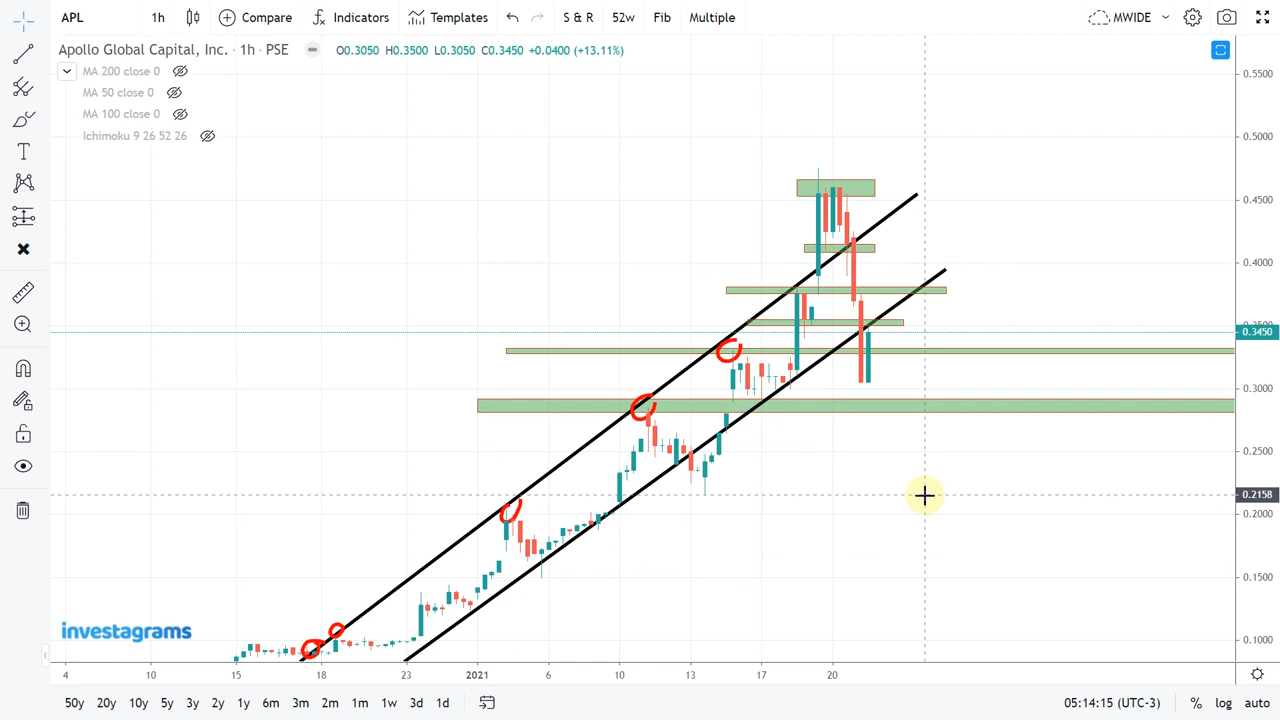 APL 1h Compare Indicators Templates S & R 52w Fib Multiple MWIDE
Apollo Global Capital, Inc. · 1h · PSE O0.3050 H0.3500 L0.3050 C0.3450 +0.0400 (+13.11%)
MA 200 close 0
MA 50 close 0
MA 100 close 0
Ichimoku 9 26 52 26
0.5500
0.5000
0.4500
0.4000
0.3450
0.3000
0.2500
0.2158
0.2000
0.1500
0.1000
investagrams
4 10 15 18 23 2021 6 10 13 17 20
50y 20y 10y 5y 3y 2y 1y 6m 3m 2m 1m 1w 3d 1d 05:14:15 (UTC-3) % log auto